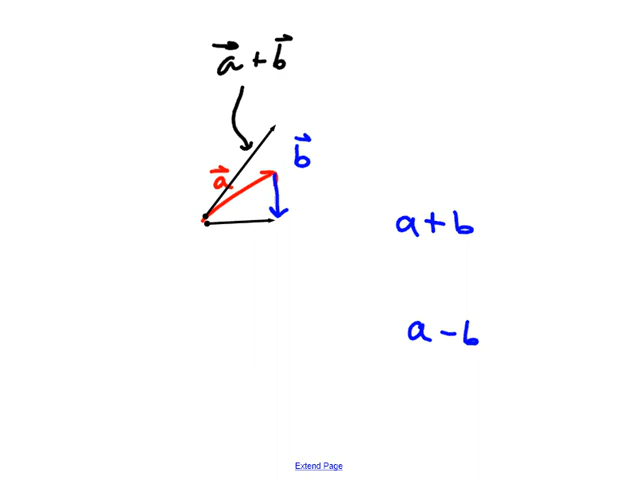 a⃗ + b⃗
b⃗
a⃗
a + b
a - b
Extend Page